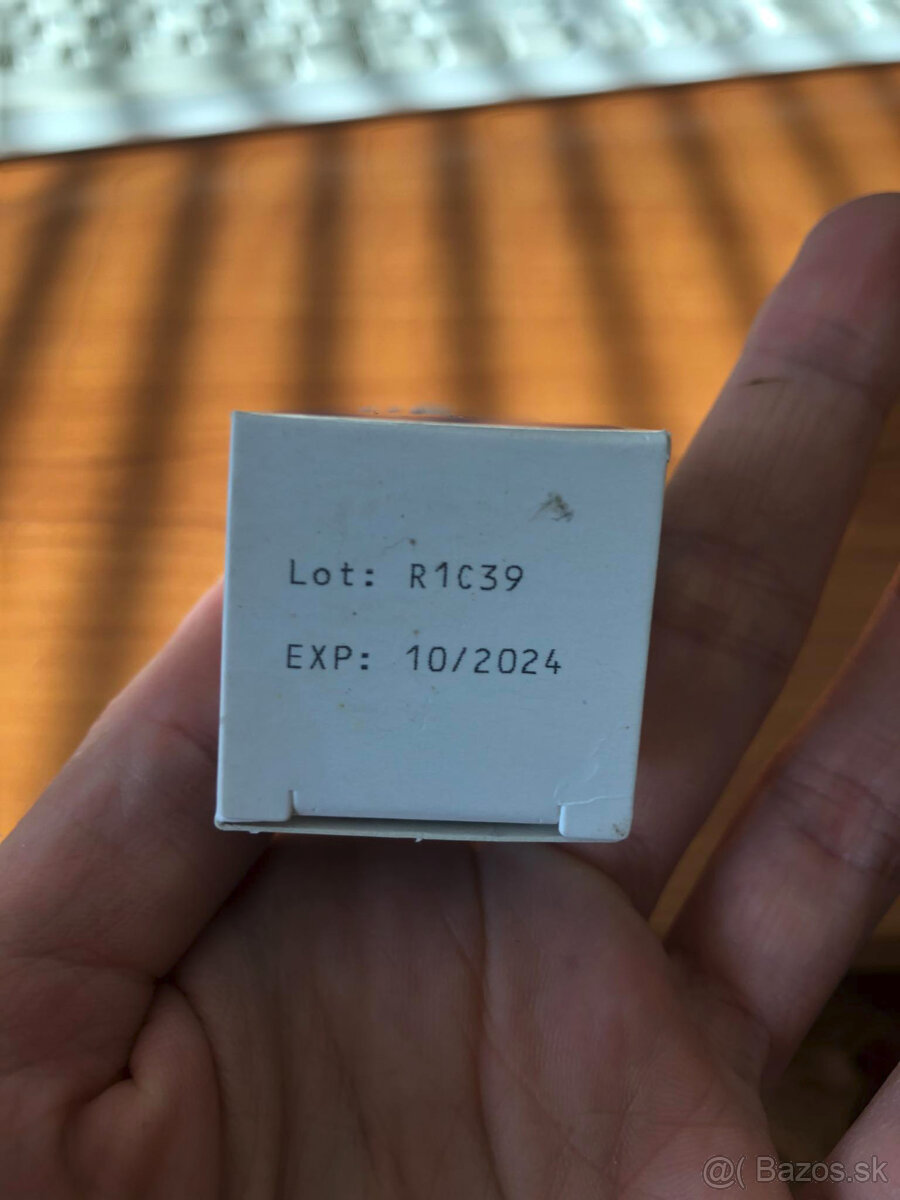 Lot: R1C39
EXP: 10/2024
@( Bazos.sk